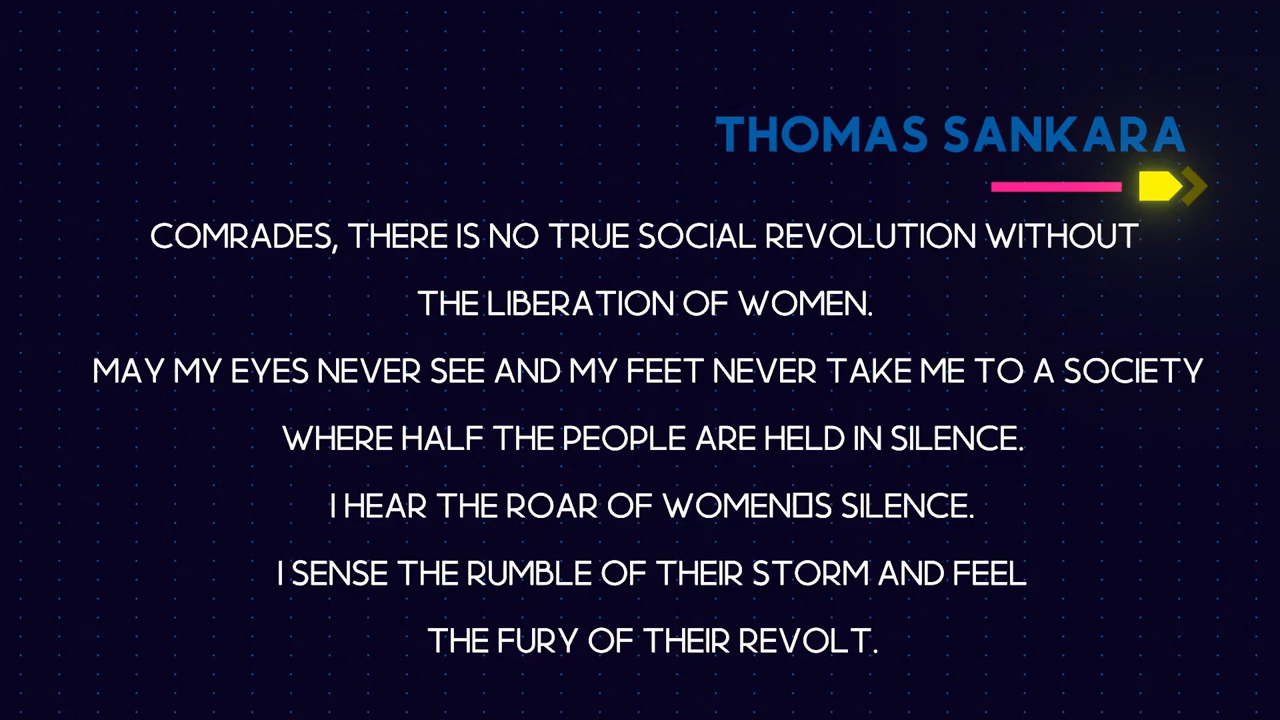 THOMAS SANKARA
COMRADES, THERE IS NO TRUE SOCIAL REVOLUTION WITHOUT
THE LIBERATION OF WOMEN.
MAY MY EYES NEVER SEE AND MY FEET NEVER TAKE ME TO A SOCIETY
WHERE HALF THE PEOPLE ARE HELD IN SILENCE.
I HEAR THE ROAR OF WOMEN▯S SILENCE.
I SENSE THE RUMBLE OF THEIR STORM AND FEEL
THE FURY OF THEIR REVOLT.